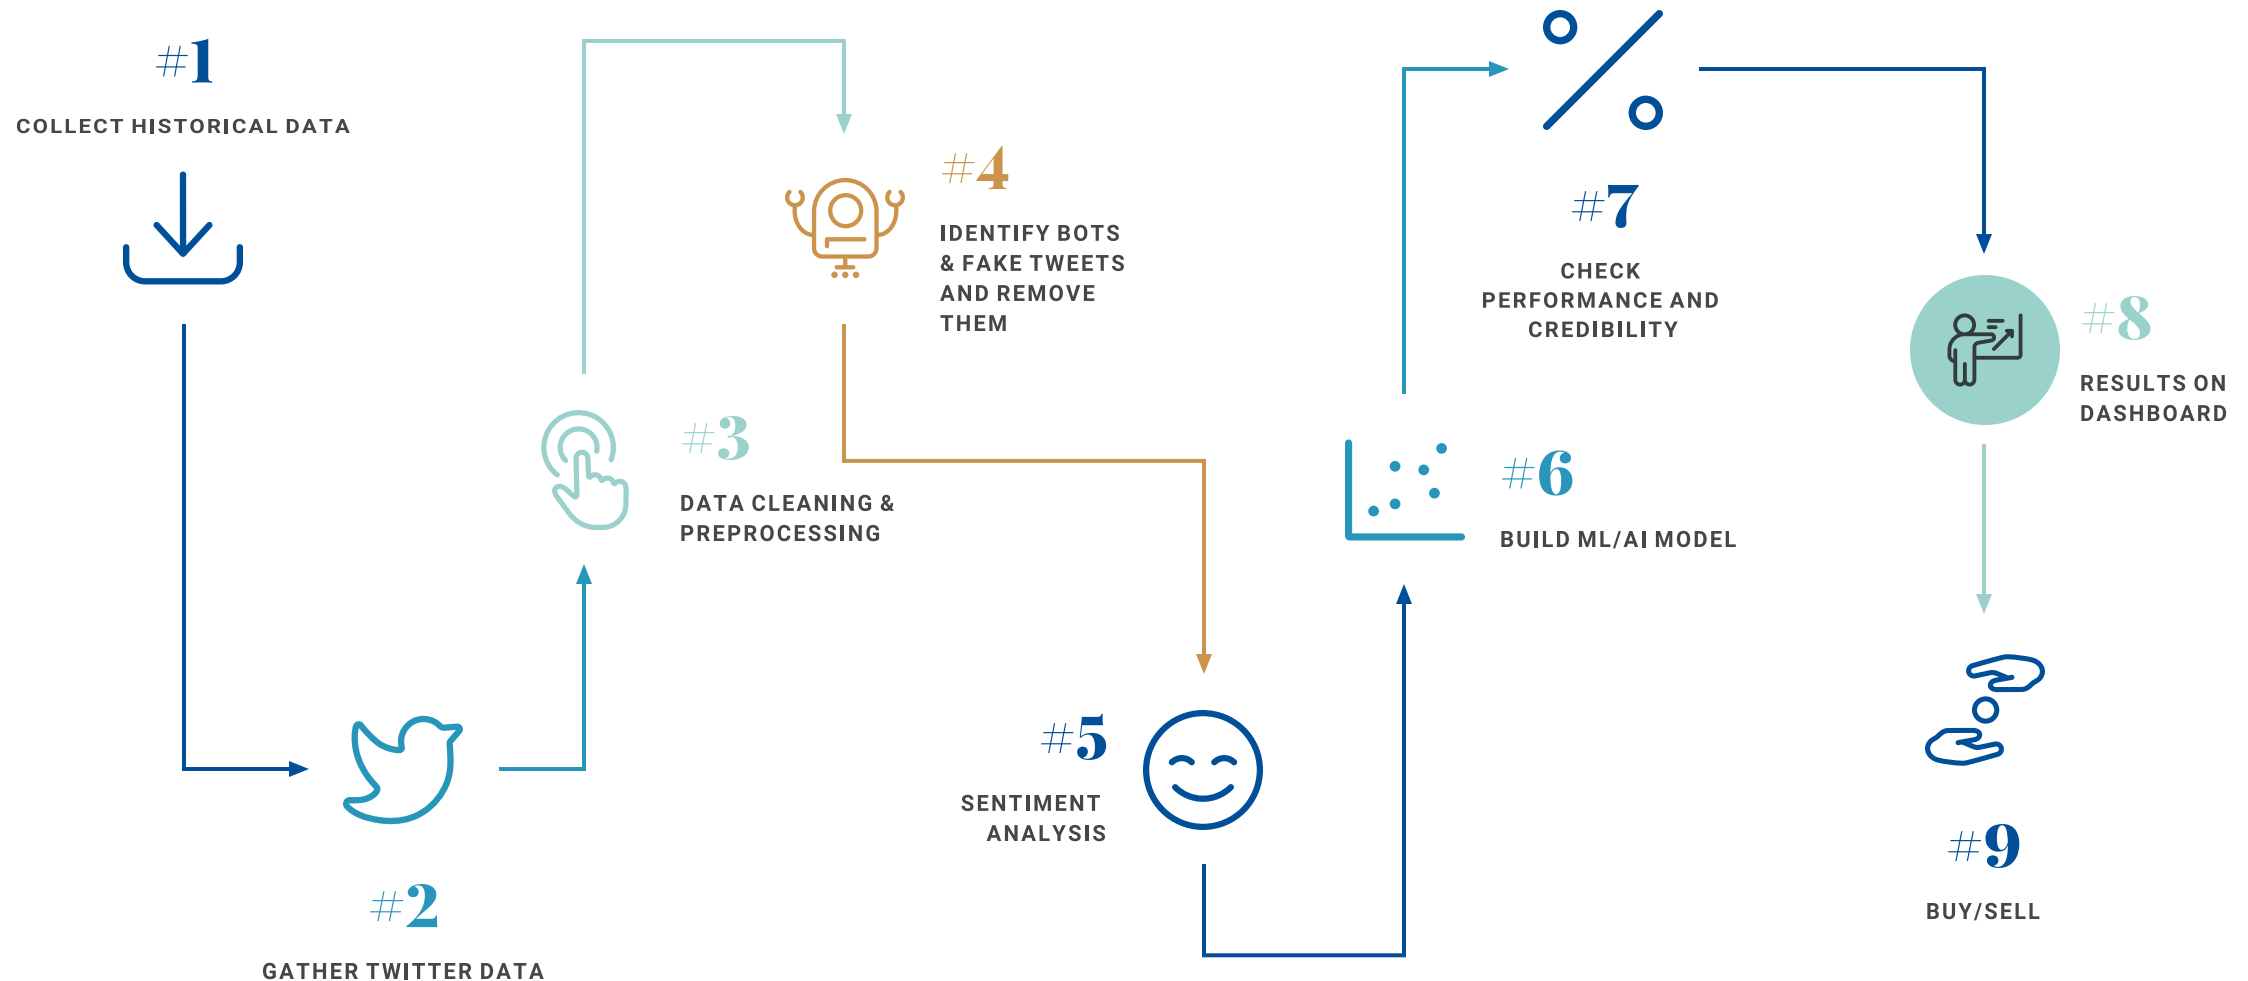 #1
COLLECT HISTORICAL DATA
#2
GATHER TWITTER DATA
#3
DATA CLEANING &
PREPROCESSING
#4
IDENTIFY BOTS
& FAKE TWEETS
AND REMOVE
THEM
#5
SENTIMENT
ANALYSIS
#6
BUILD ML/AI MODEL
#7
CHECK
PERFORMANCE AND
CREDIBILITY
#8
RESULTS ON
DASHBOARD
#9
BUY/SELL